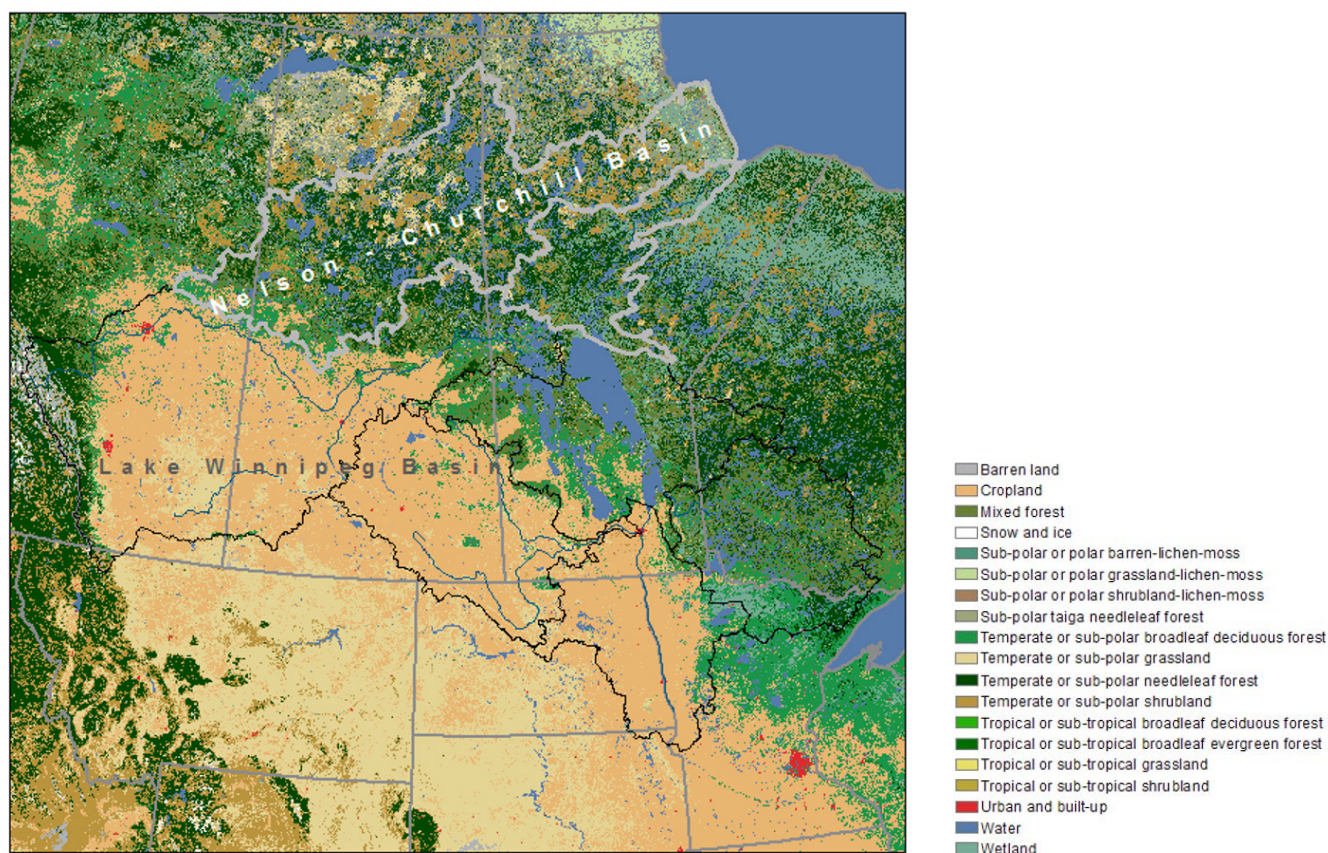 Nelson - Churchill Basin
Lake Winnipeg Basin
Barren land
Cropland
Mixed forest
Snow and ice
Sub-polar or polar barren-lichen-moss
Sub-polar or polar grassland-lichen-moss
Sub-polar or polar shrubland-lichen-moss
Sub-polar taiga needleleaf forest
Temperate or sub-polar broadleaf deciduous forest
Temperate or sub-polar grassland
Temperate or sub-polar needleleaf forest
Temperate or sub-polar shrubland
Tropical or sub-tropical broadleaf deciduous forest
Tropical or sub-tropical broadleaf evergreen forest
Tropical or sub-tropical grassland
Tropical or sub-tropical shrubland
Urban and built-up
Water
Wetland